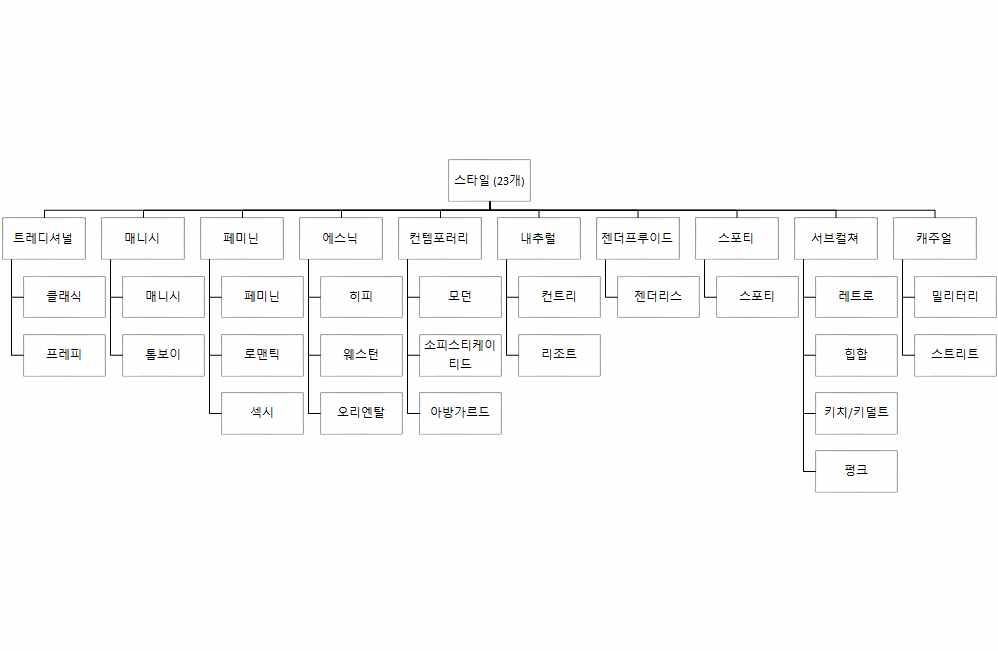 스타일 (23개)
트레디셔널
매니시
페미닌
에스닉
컨템포러리
내추럴
젠더프루이드
스포티
서브컬쳐
캐주얼
클래식
매니시
페미닌
히피
모던
컨트리
젠더리스
스포티
레트로
밀리터리
프레피
톰보이
로맨틱
웨스턴
소피스티케이
티드
리조트
힙합
스트리트
섹시
오리엔탈
아방가르드
키치/키덜트
펑크